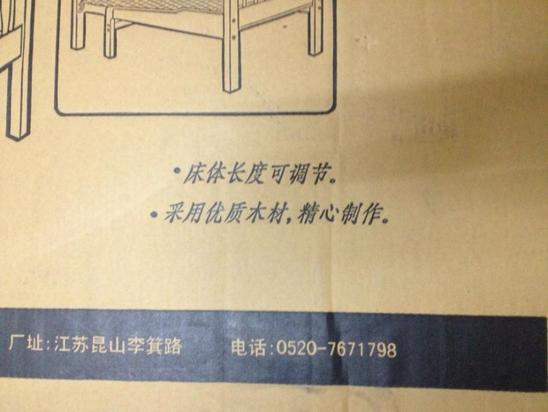 •床体长度可调节。
•采用优质木材,精心制作。
厂址:江苏昆山李箕路 电话:0520-7671798